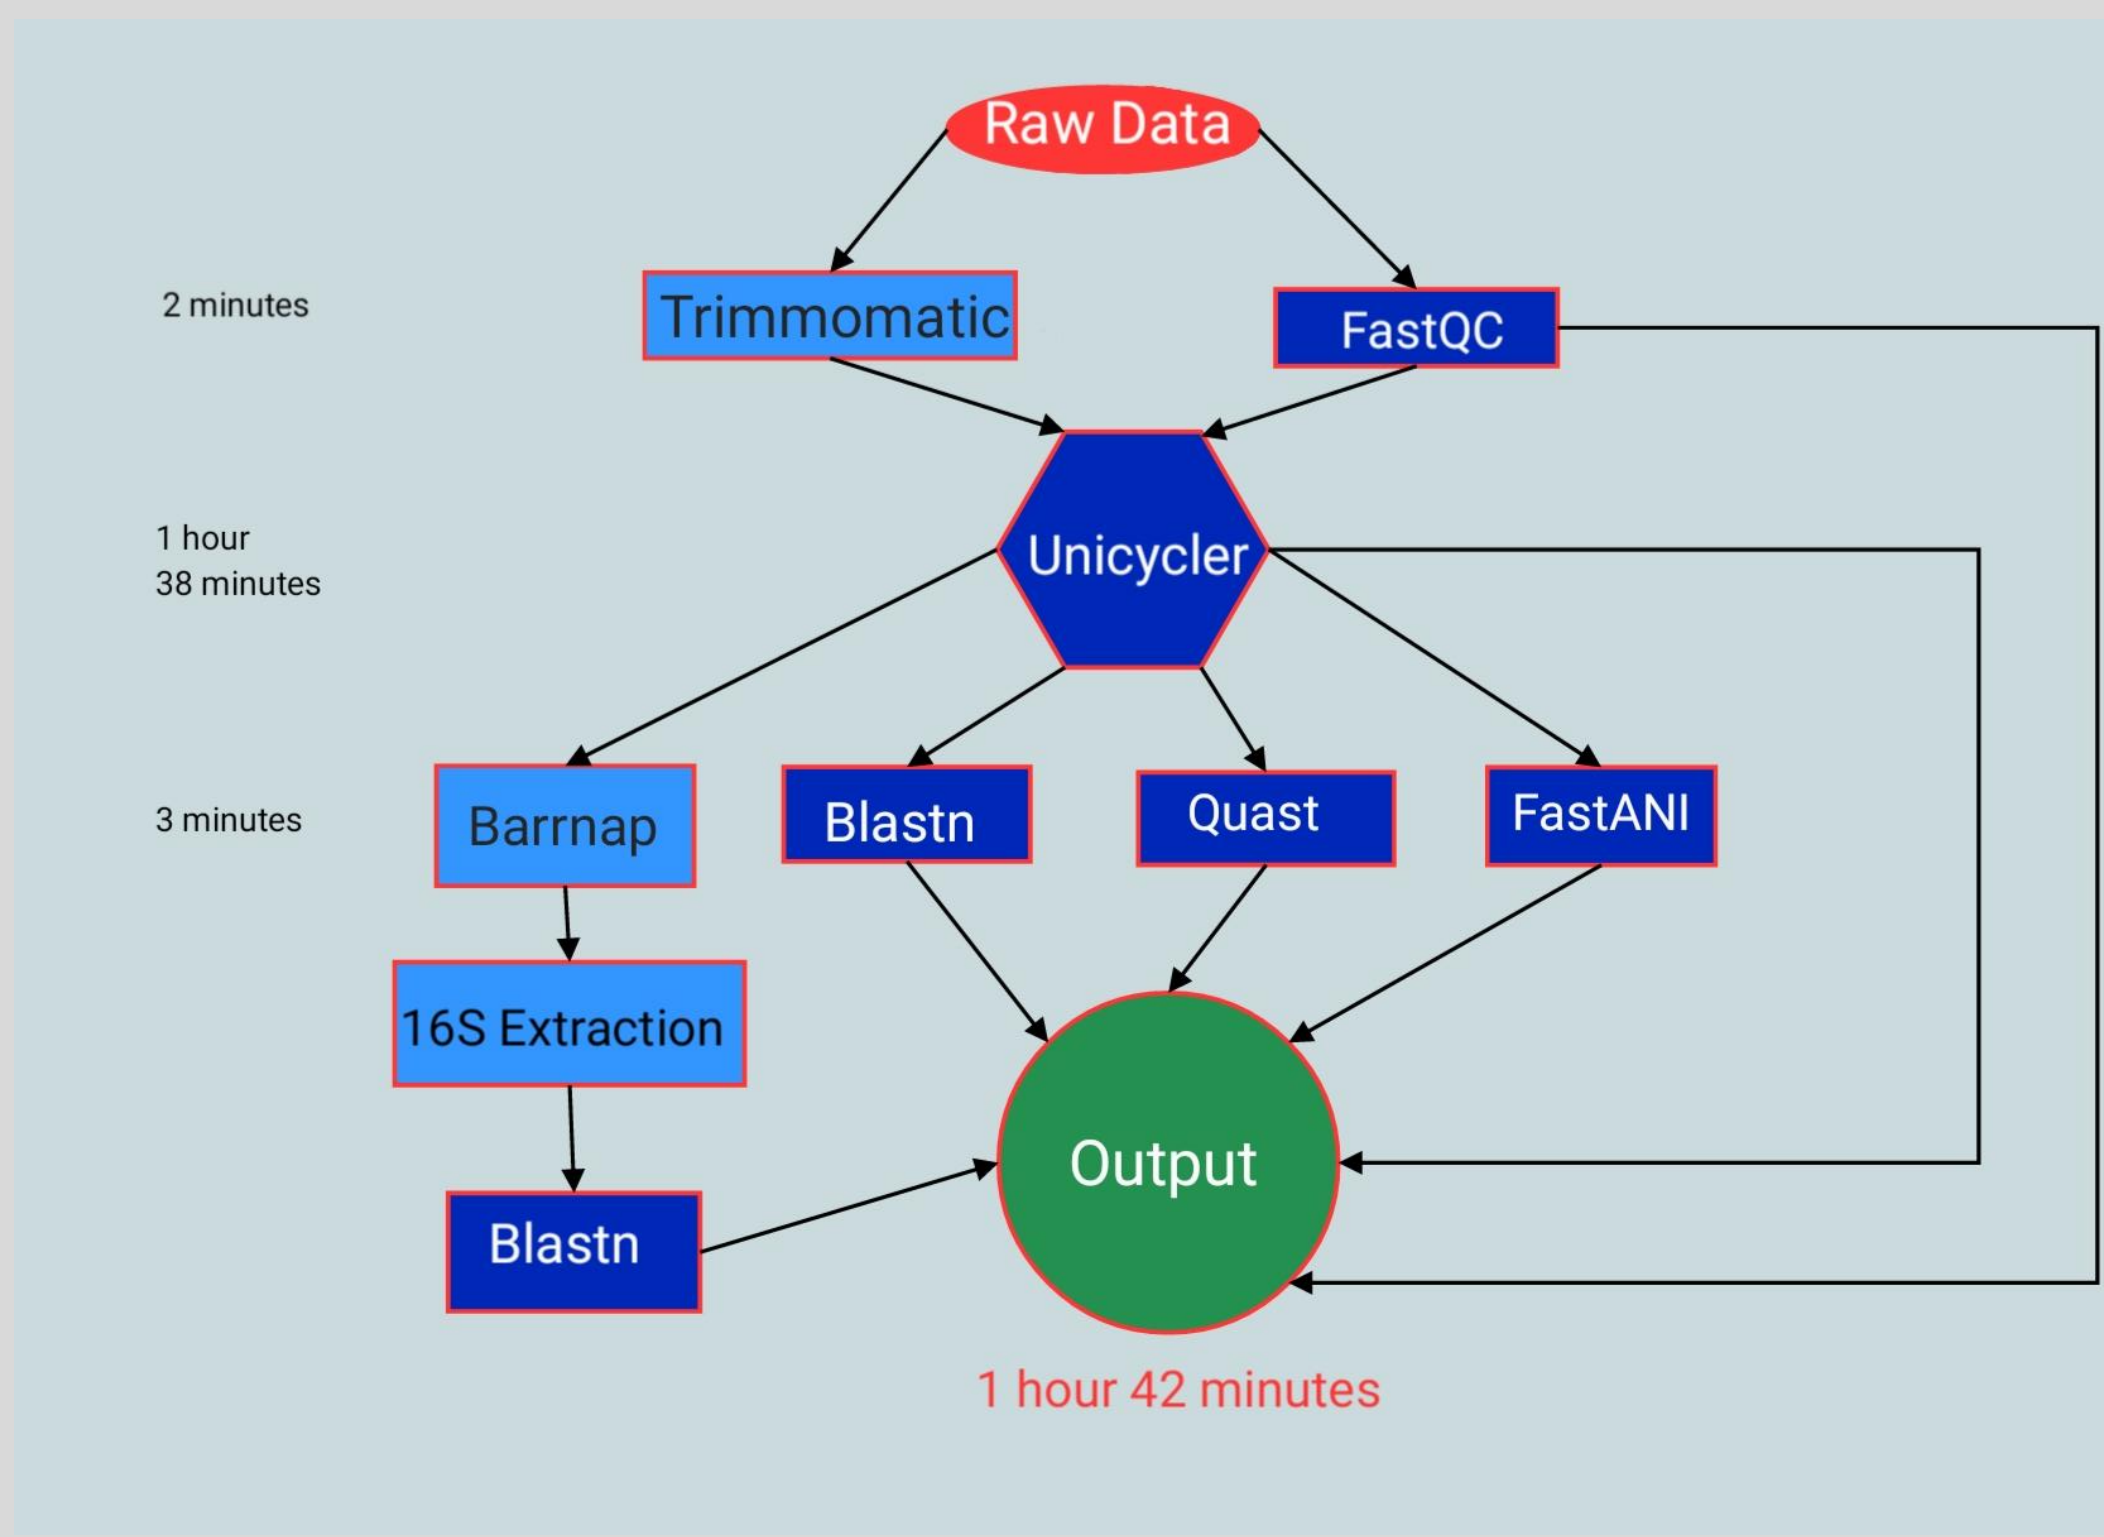 Raw Data
2 minutes
Trimmomatic
FastQC
1 hour
38 minutes
Unicycler
3 minutes
Barrnap
Blastn
Quast
FastANI
16S Extraction
Output
Blastn
1 hour 42 minutes